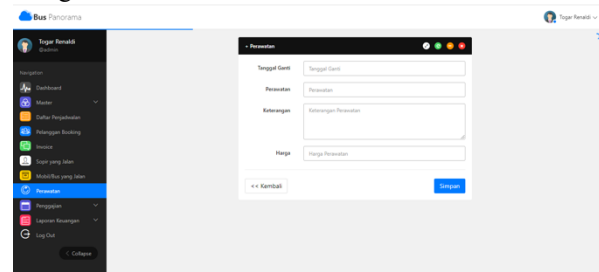 Bus Panorama
Togar Renaldi
Togar Renaldi
@admin
Navigation
Dashboard
Master
Daftar Penjadwalan
Pelanggan Booking
Invoice
Sopir yang Jalan
Mobil/Bus yang Jalan
Perawatan
Penggajian
Laporan Keuangan
Log Out
< Collapse
+ Perawatan
Tanggal Ganti
Tanggal Ganti
Perawatan
Perawatan
Keterangan
Keterangan Perawatan
Harga
Harga Perawatan
<< Kembali
Simpan